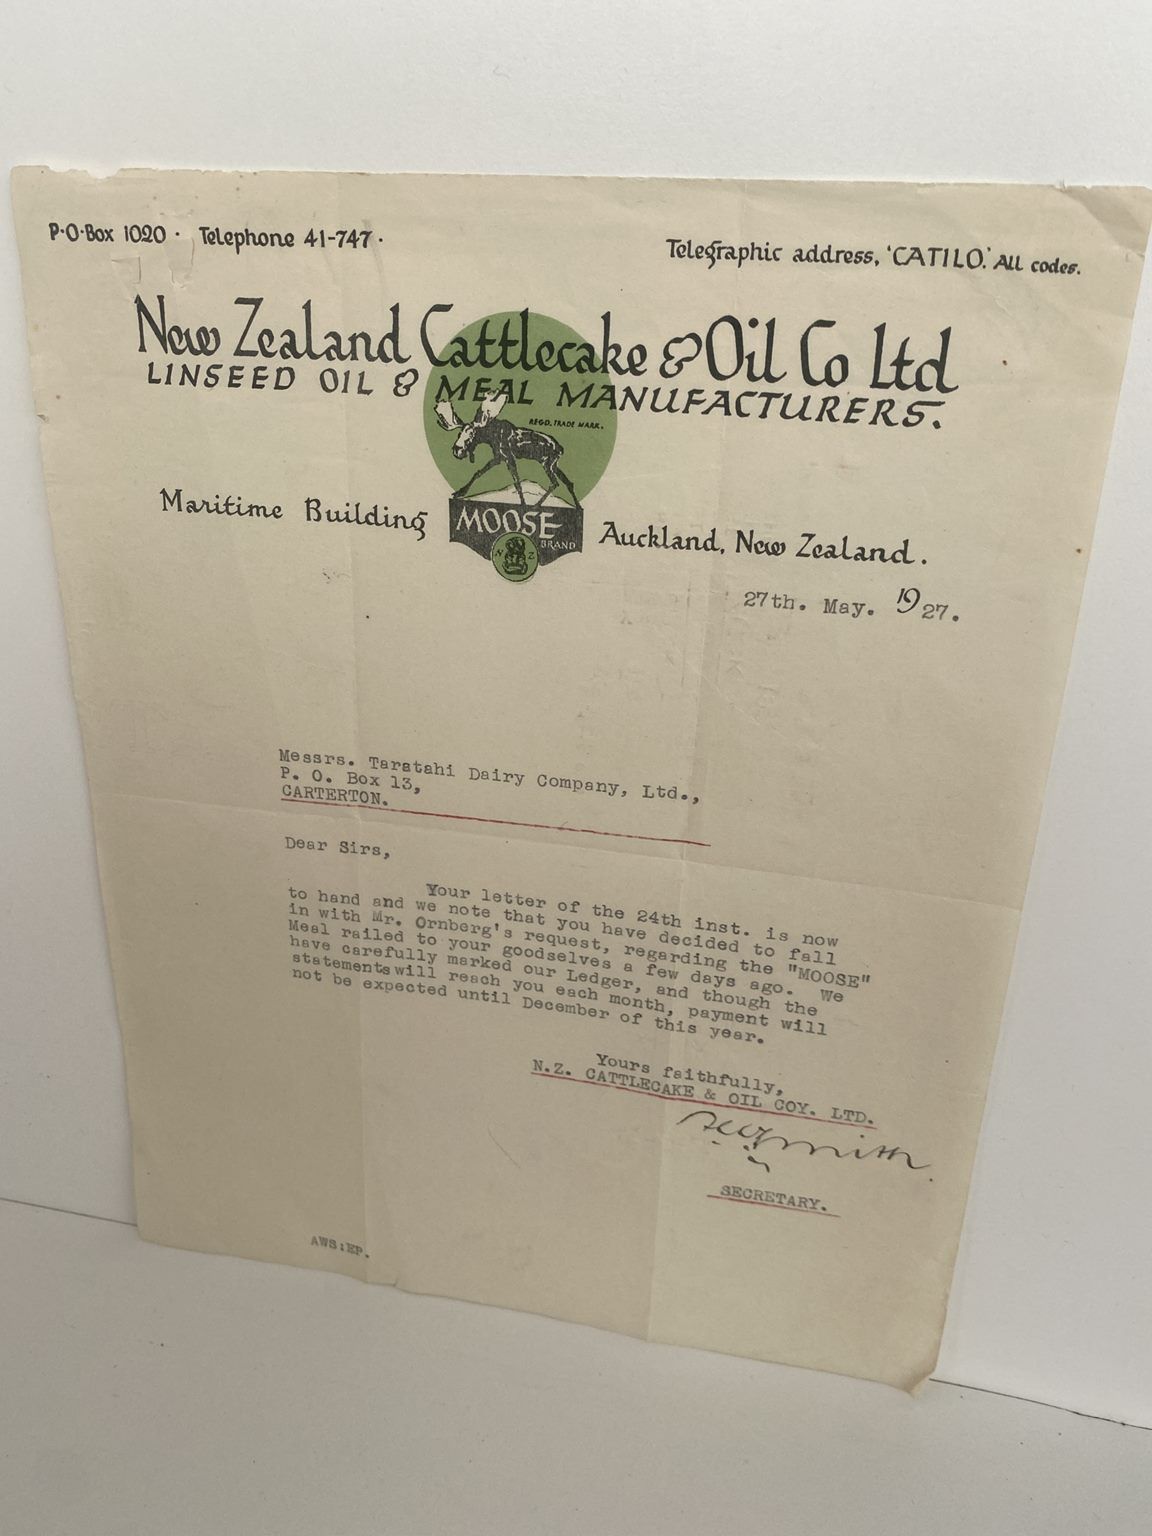 P·O·Box 1020 · Telephone 41-747 ·
Telegraphic address, 'CATILO.' All codes.
New Zealand Cattlecake & Oil Co Ltd
LINSEED OIL & MEAL MANUFACTURERS.
REGD. TRADE MARK.
Maritime Building
MOOSE
BRAND
N Z
Auckland, New Zealand.
27th. May. 1927.
Messrs. Taratahi Dairy Company, Ltd.,
P. O. Box 13,
CARTERTON.
Dear Sirs,
Your letter of the 24th inst. is now
to hand and we note that you have decided to fall
in with Mr. Ornberg's request, regarding the "MOOSE"
Meal railed to your goodselves a few days ago. We
have carefully marked our Ledger, and though the
statements will reach you each month, payment will
not be expected until December of this year.
Yours faithfully,
N.Z. CATTLECAKE & OIL COY. LTD.
Smith
SECRETARY.
AWS:EP.